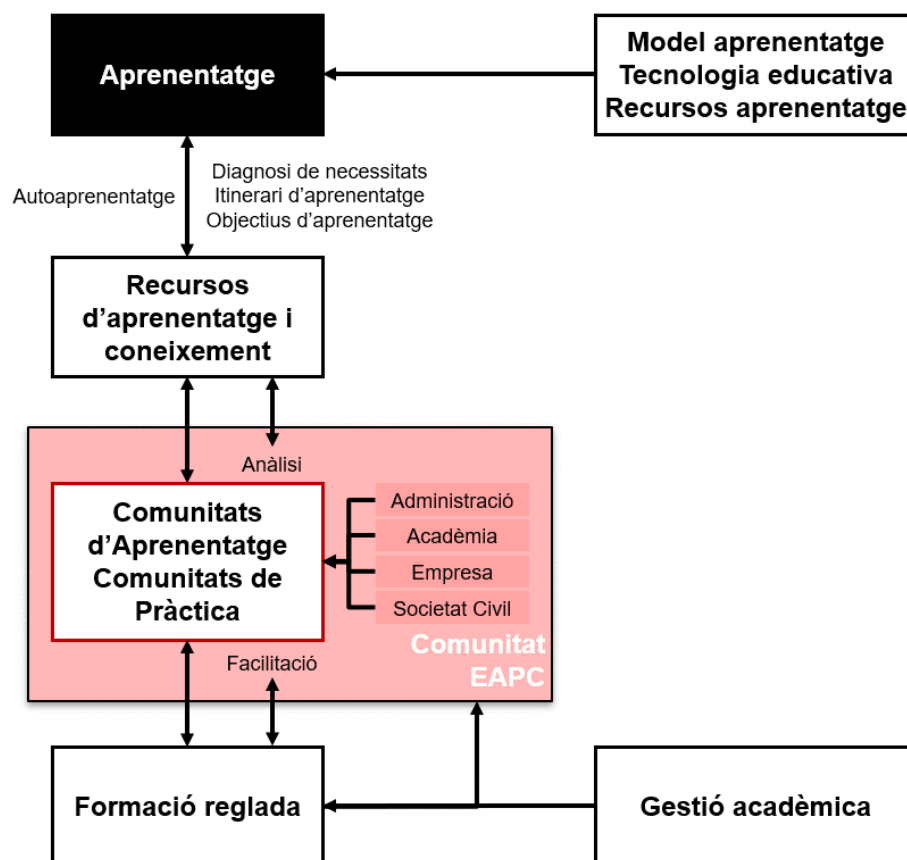 Aprenentatge
Model aprenentatge
Tecnologia educativa
Recursos aprenentatge
Autoaprenentatge
Diagnosi de necessitats
Itinerari d’aprenentatge
Objectius d’aprenentatge
Recursos
d’aprenentatge i
coneixement
Anàlisi
Comunitats
d’Aprenentatge
Comunitats de
Pràctica
Administració
Acadèmia
Empresa
Societat Civil
Comunitat
EAPC
Facilitació
Formació reglada
Gestió acadèmica